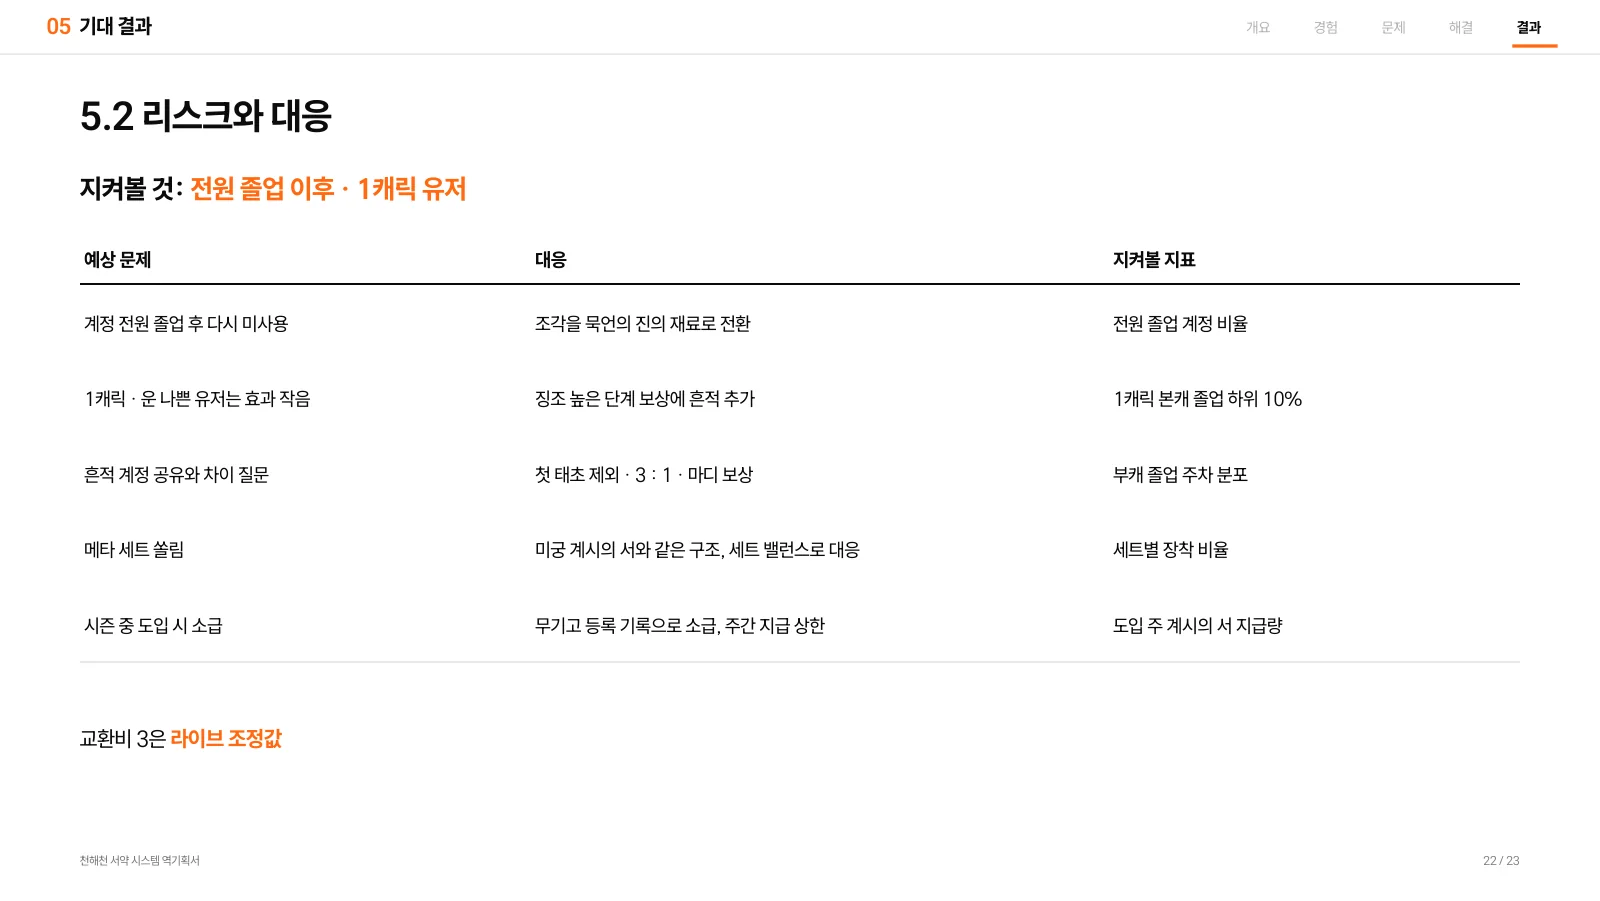 05 기대 결과
개요 경험 문제 해결 결과
5.2 리스크와 대응
지켜볼 것: 전원 졸업 이후 · 1캐릭 유저
예상 문제 대응 지켜볼 지표
계정 전원 졸업 후 다시 미사용 조각을 묵언의 진의 재료로 전환 전원 졸업 계정 비율
1캐릭 · 운 나쁜 유저는 효과 작음 징조 높은 단계 보상에 흔적 추가 1캐릭 본캐 졸업 하위 10%
흔적 계정 공유와 차이 질문 첫 태초 제외 · 3 : 1 · 마디 보상 부캐 졸업 주차 분포
메타 세트 쏠림 미궁 계시의 서와 같은 구조, 세트 밸런스로 대응 세트별 장착 비율
시즌 중 도입 시 소급 무기고 등록 기록으로 소급, 주간 지급 상한 도입 주 계시의 서 지급량
교환비 3은 라이브 조정값
천해천 서약 시스템 역기획서
22 / 23